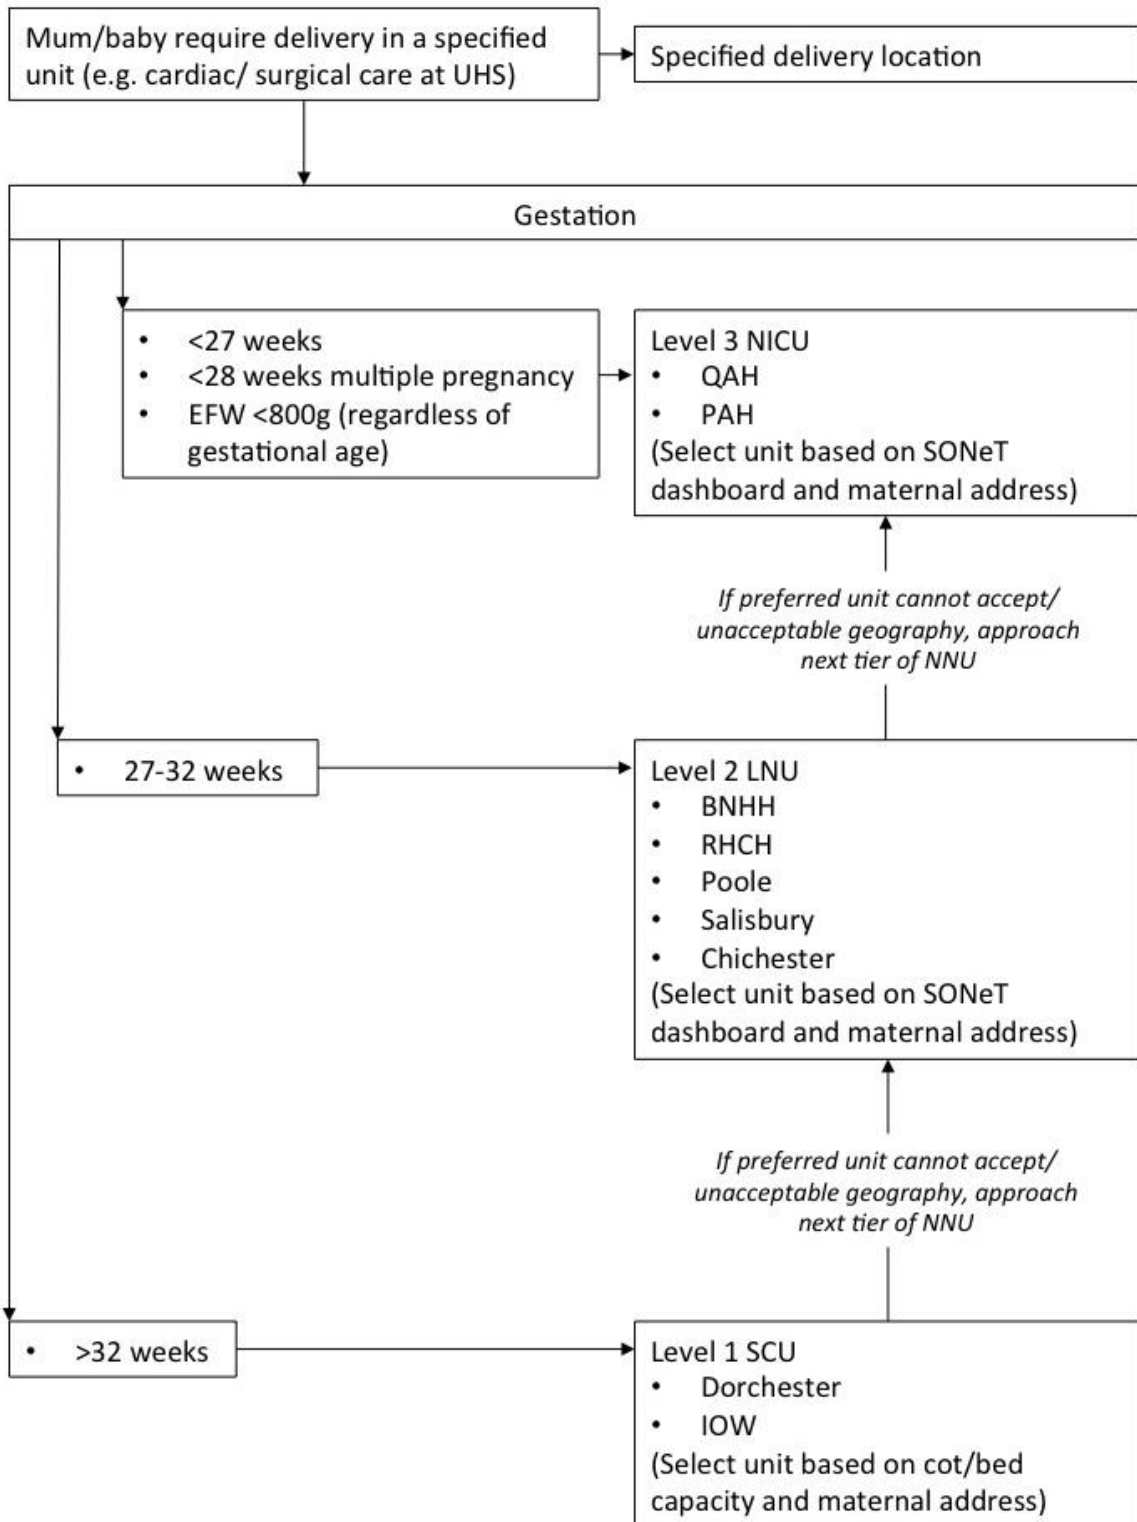 Mum/baby require delivery in a specified
unit (e.g. cardiac/ surgical care at UHS)
Specified delivery location
Gestation
• <27 weeks
• <28 weeks multiple pregnancy
• EFW <800g (regardless of
gestational age)
Level 3 NICU
• QAH
• PAH
(Select unit based on SONeT
dashboard and maternal address)
If preferred unit cannot accept/
unacceptable geography, approach
next tier of NNU
• 27-32 weeks
Level 2 LNU
• BNHH
• RHCH
• Poole
• Salisbury
• Chichester
(Select unit based on SONeT
dashboard and maternal address)
If preferred unit cannot accept/
unacceptable geography, approach
next tier of NNU
• >32 weeks
Level 1 SCU
• Dorchester
• IOW
(Select unit based on cot/bed
capacity and maternal address)